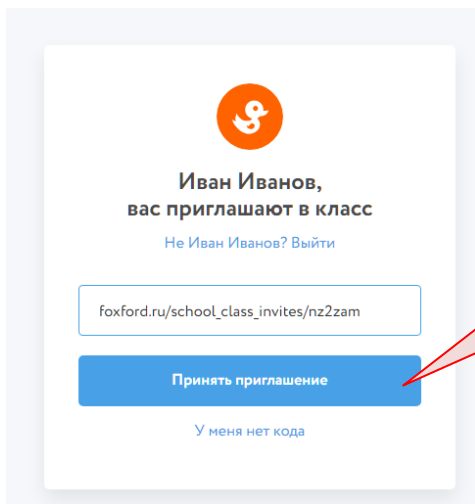 Иван Иванов,
вас приглашают в класс
Не Иван Иванов? Выйти
foxford.ru/school_class_invites/nz2zam
Принять приглашение
У меня нет кода